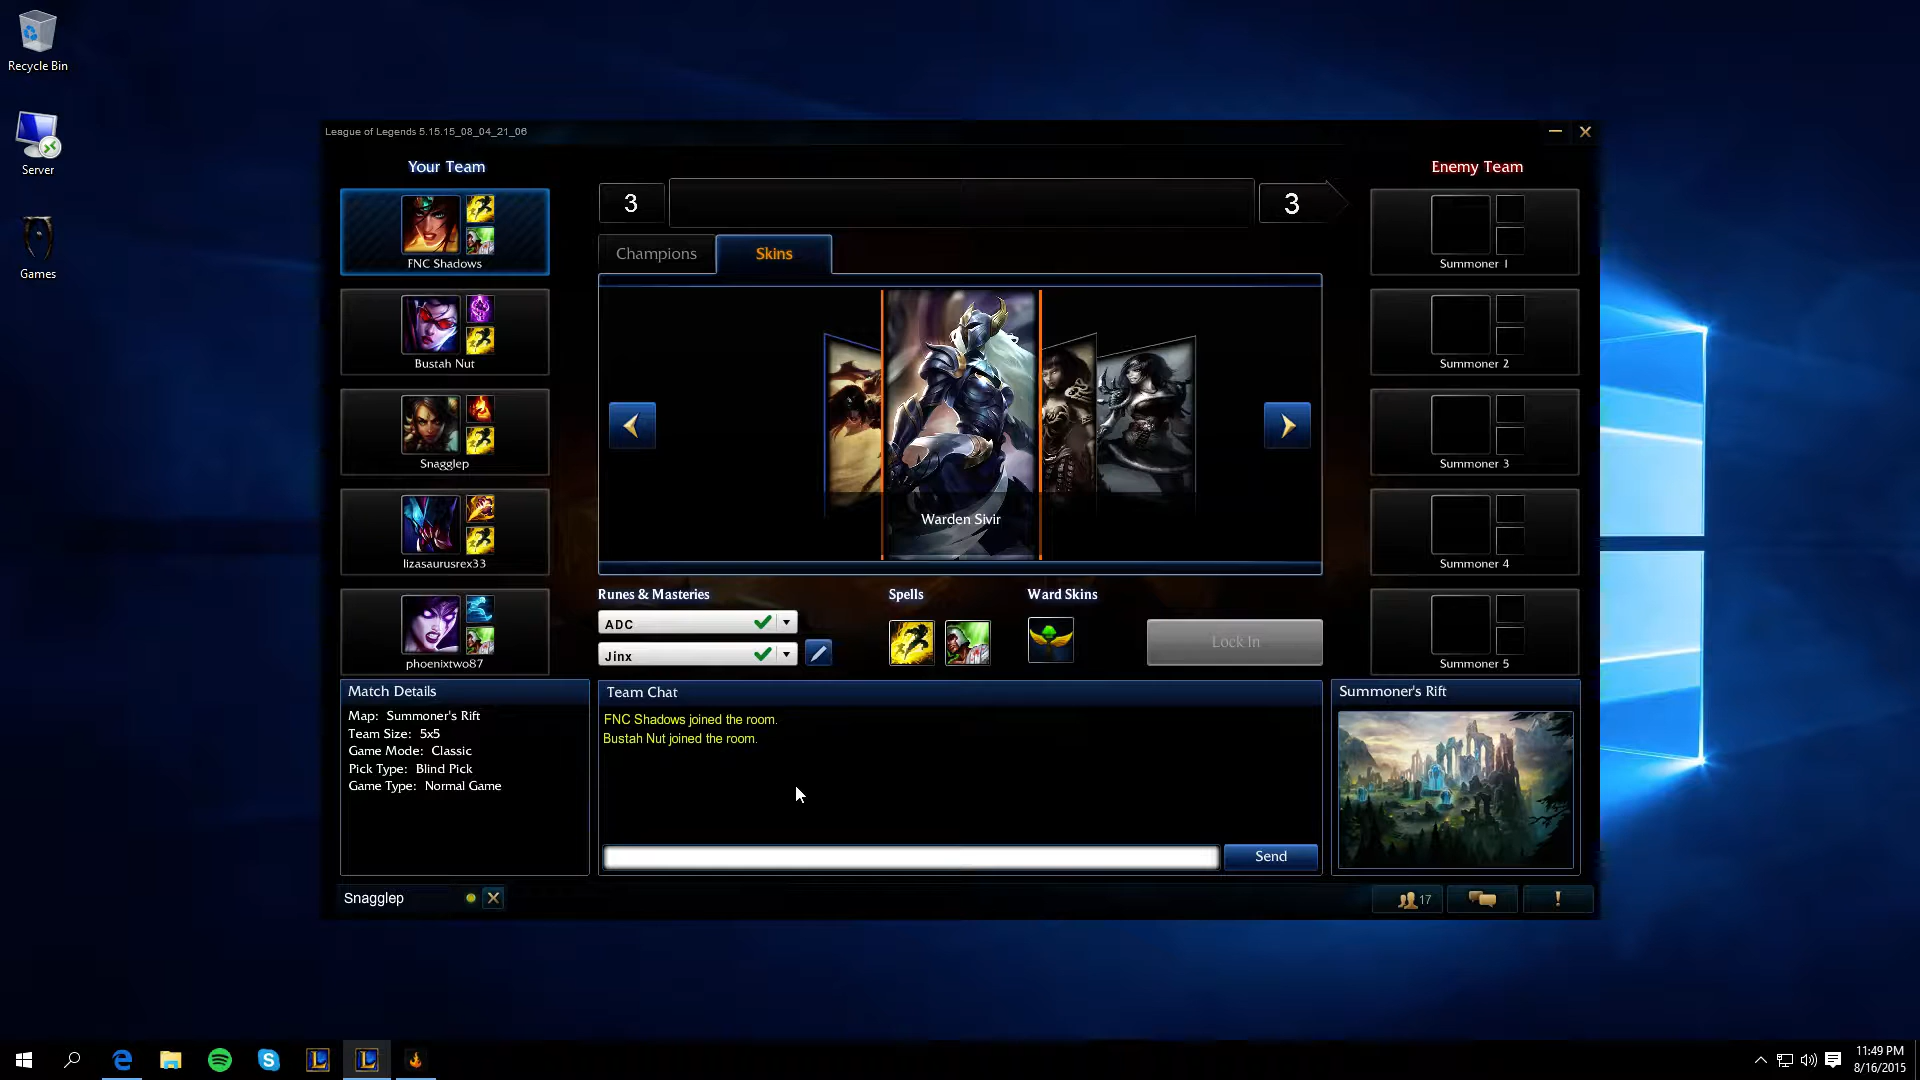 Recycle Bin
Server
Games
League of Legends 5.15.15_08_04_21_06
Your Team
FNC Shadows
Bustah Nut
Snagglep
lizasaurusrex33
phoenixtwo87
3
3
Champions
Skins
Warden Sivir
Enemy Team
Summoner 1
Summoner 2
Summoner 3
Summoner 4
Summoner 5
Runes & Masteries
ADC
Jinx
Spells
Ward Skins
Lock In
Match Details
Map: Summoner's Rift
Team Size: 5x5
Game Mode: Classic
Pick Type: Blind Pick
Game Type: Normal Game
Team Chat
FNC Shadows joined the room.
Bustah Nut joined the room.
Send
Summoner's Rift
Snagglep
17
11:49 PM
8/16/2015